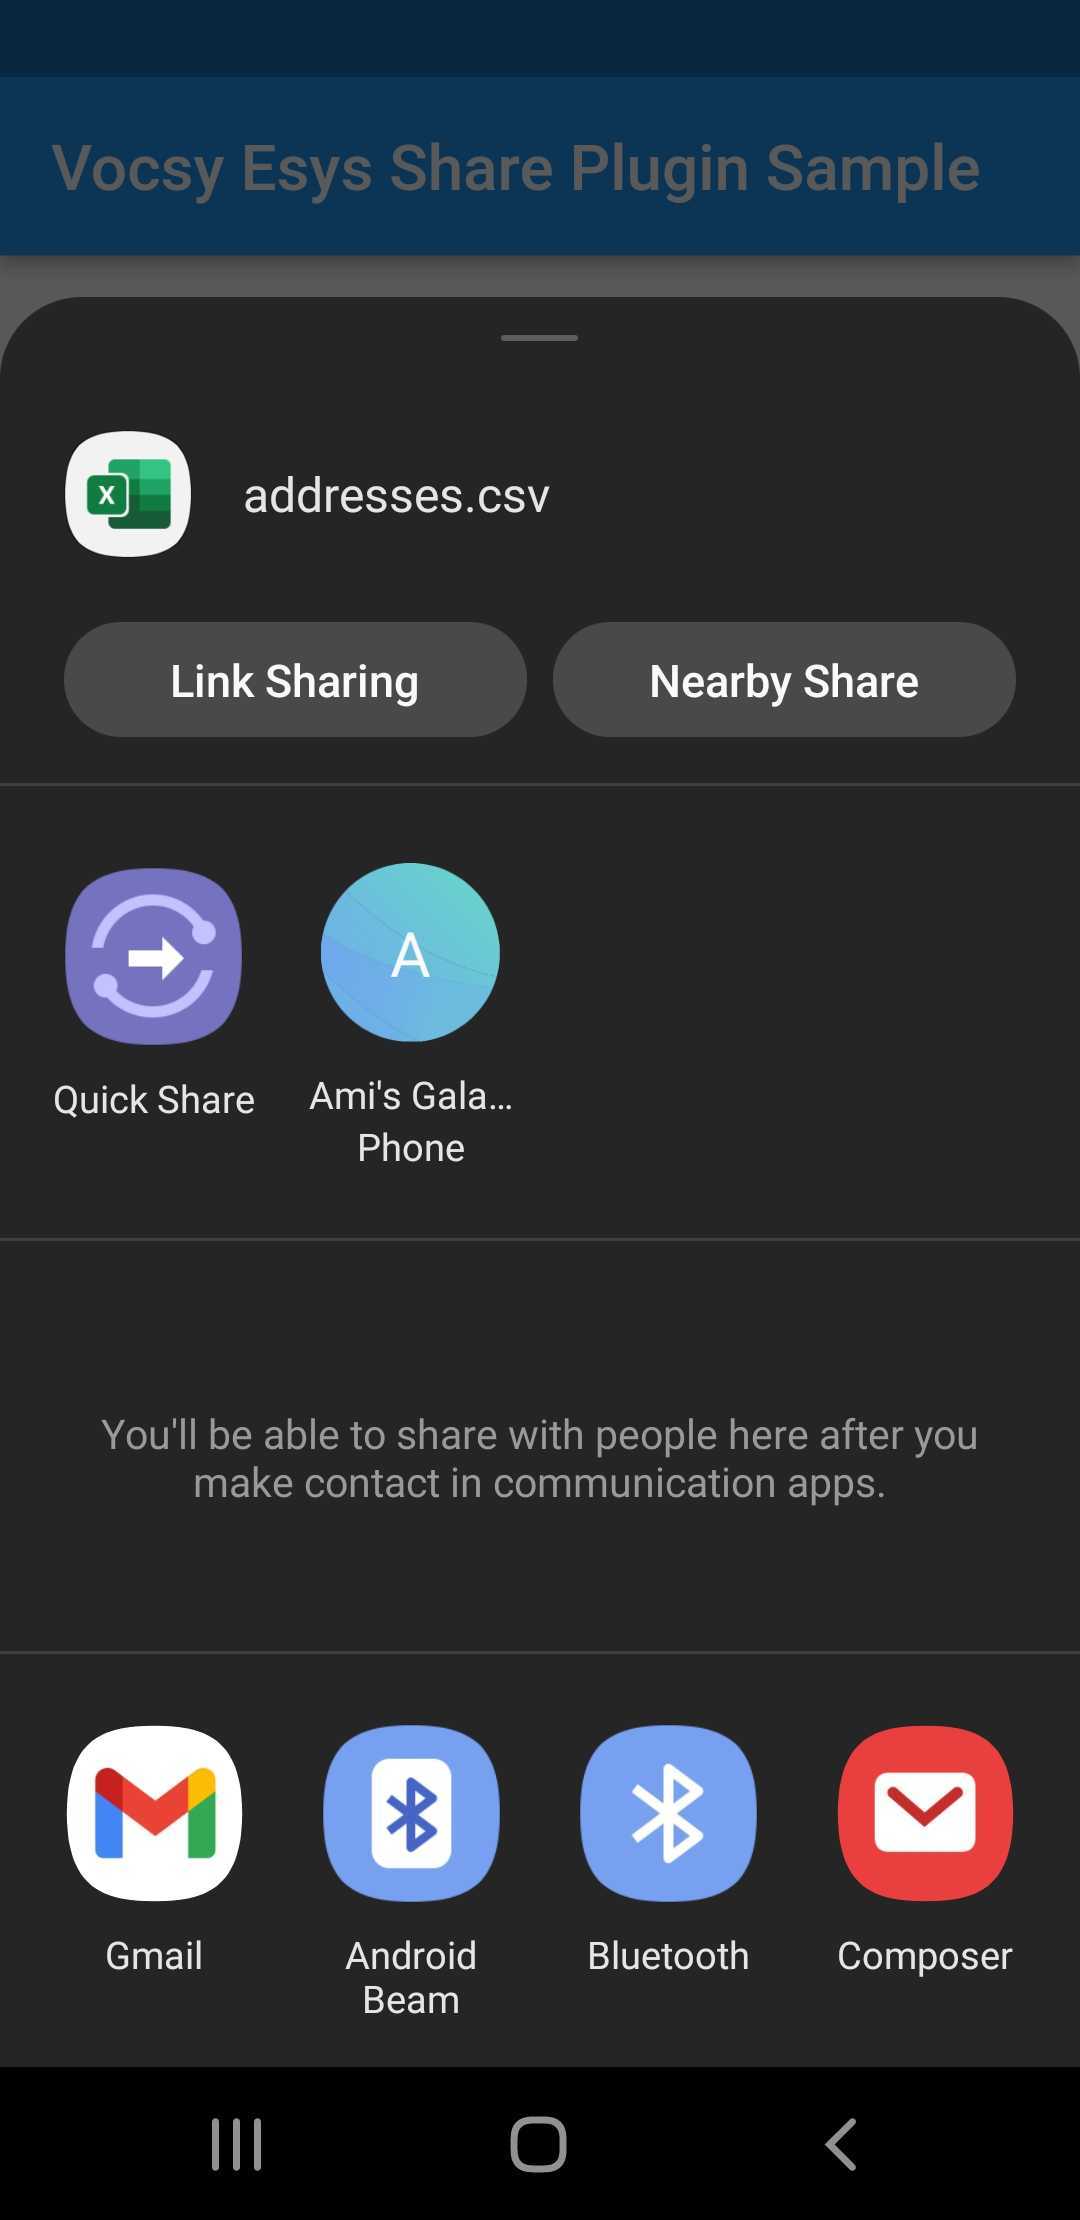 Vocsy Esys Share Plugin Sample
X
addresses.csv
Link Sharing
Nearby Share
A
Quick Share
Ami's Gala...
Phone
You'll be able to share with people here after you
make contact in communication apps.
Gmail
Android
Beam
Bluetooth
Composer